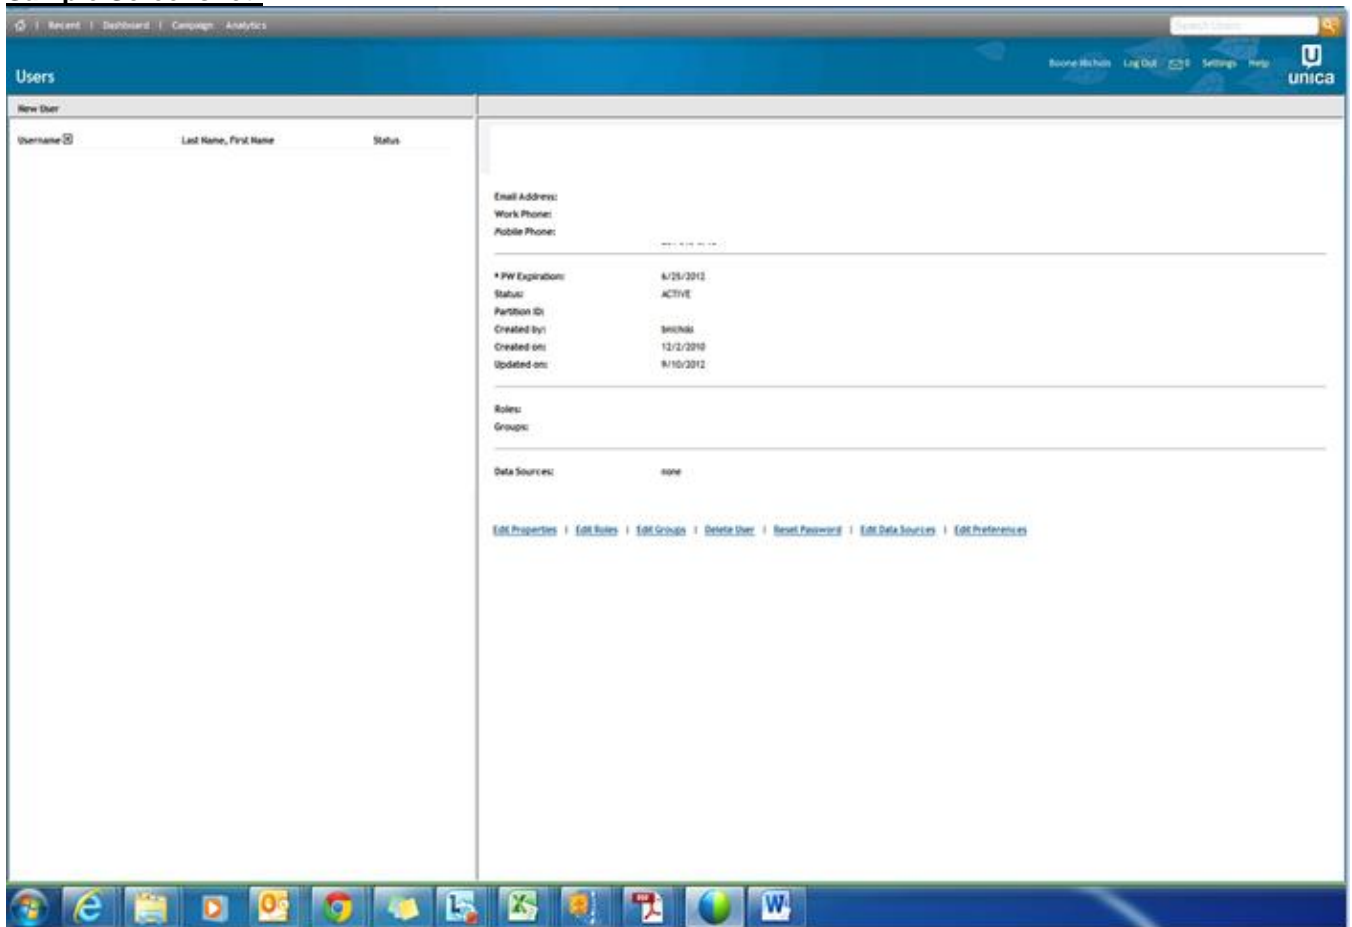 Recent | Dashboard | Campaign Analytics
Search Users
Users
Boone Nichols Log Out 0 Settings Help
unica
New User
Username Last Name, First Name Status
Email Address:
Work Phone:
Mobile Phone:
* PW Expiration: 6/25/2012
Status: ACTIVE
Partition ID:
Created by: bnichols
Created on: 12/2/2010
Updated on: 9/10/2012
Roles:
Groups:
Data Sources: none
Edit Properties | Edit Roles | Edit Groups | Delete User | Reset Password | Edit Data Sources | Edit Preferences